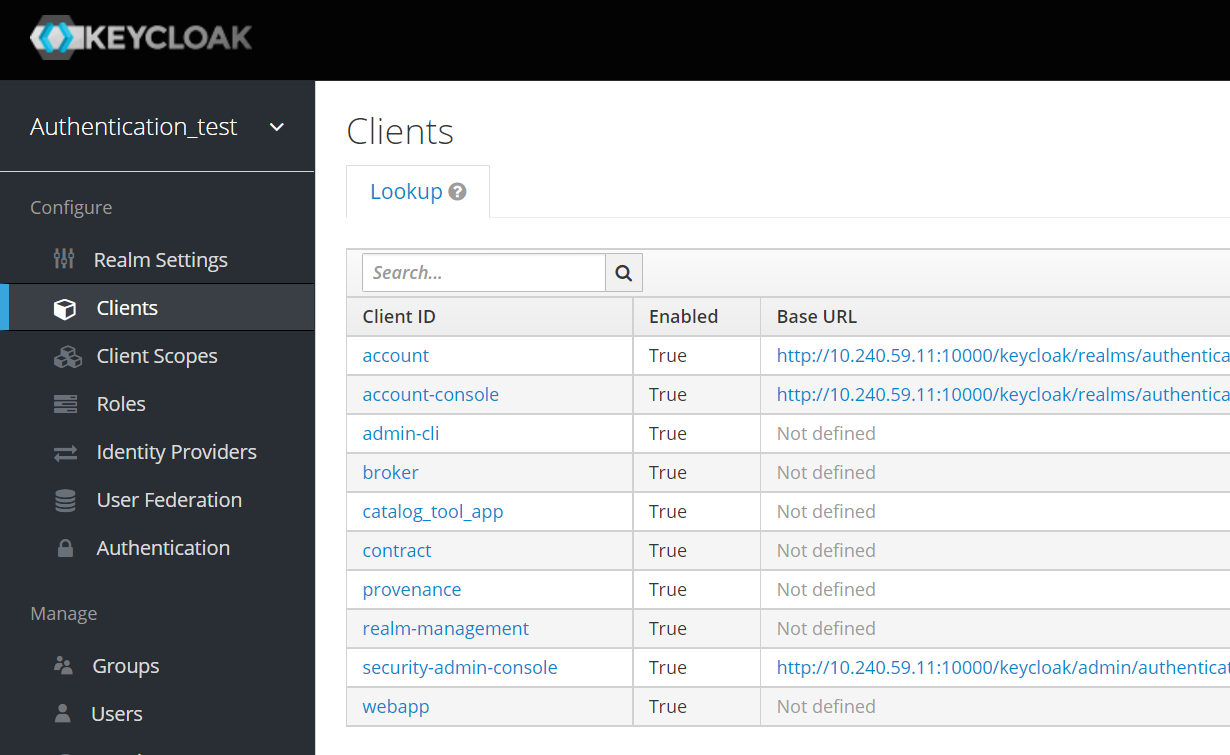 KEYCLOAK
Authentication_test
Configure
Realm Settings
Clients
Client Scopes
Roles
Identity Providers
User Federation
Authentication
Manage
Groups
Users
Clients
Lookup
Search...
Client ID Enabled Base URL
account True http://10.240.59.11:10000/keycloak/realms/authentica
account-console True http://10.240.59.11:10000/keycloak/realms/authentica
admin-cli True Not defined
broker True Not defined
catalog_tool_app True Not defined
contract True Not defined
provenance True Not defined
realm-management True Not defined
security-admin-console True http://10.240.59.11:10000/keycloak/admin/authenticat
webapp True Not defined